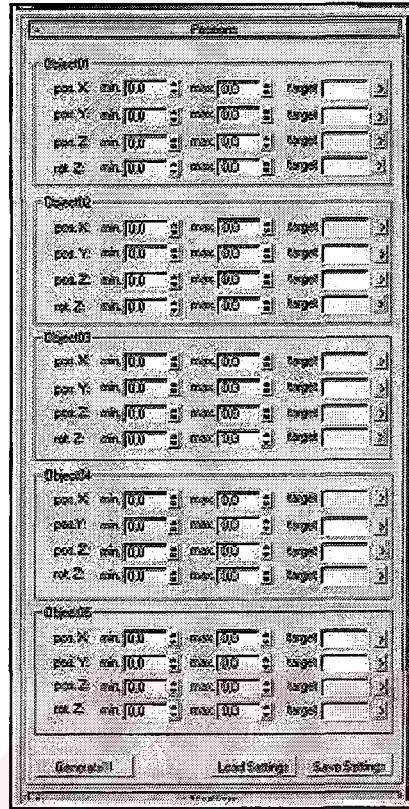 Object01
pos. X: min. 0,0 max. 0,0 target
pos. Y: min. 0,0 max. 0,0 target
pos. Z: min. 0,0 max. 0,0 target
rot. Z: min. 0,0 max. 0,0 target
Object02
pos. X: min. 0,0 max. 0,0 target
pos. Y: min. 0,0 max. 0,0 target
pos. Z: min. 0,0 max. 0,0 target
rot. Z: min. 0,0 max. 0,0 target
Object03
pos. X: min. 0,0 max. 0,0 target
pos. Y: min. 0,0 max. 0,0 target
pos. Z: min. 0,0 max. 0,0 target
rot. Z: min. 0,0 max. 0,0 target
Object04
pos. X: min. 0,0 max. 0,0 target
pos. Y: min. 0,0 max. 0,0 target
pos. Z: min. 0,0 max. 0,0 target
rot. Z: min. 0,0 max. 0,0 target
Object05
pos. X: min. 0,0 max. 0,0 target
pos. Y: min. 0,0 max. 0,0 target
pos. Z: min. 0,0 max. 0,0 target
rot. Z: min. 0,0 max. 0,0 target
Load Settings Save Settings